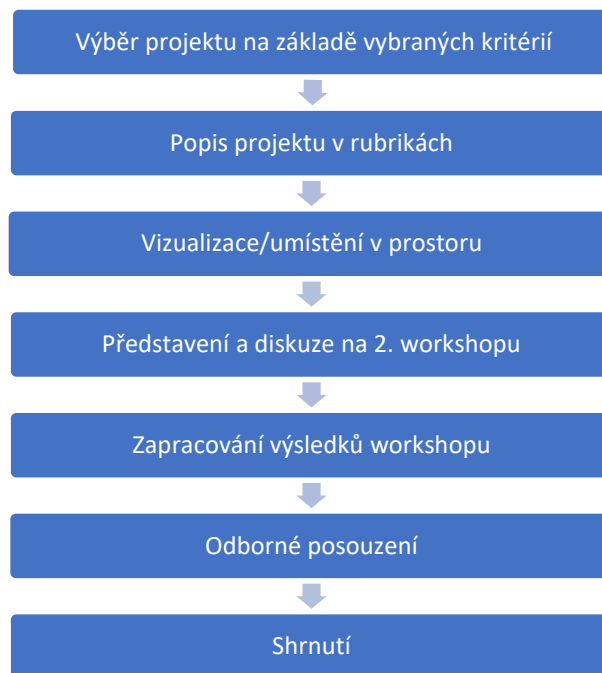 Výběr projektu na základě vybraných kritérií
Popis projektu v rubrikách
Vizualizace/umístění v prostoru
Představení a diskuze na 2. workshopu
Zapracování výsledků workshopu
Odborné posouzení
Shrnutí